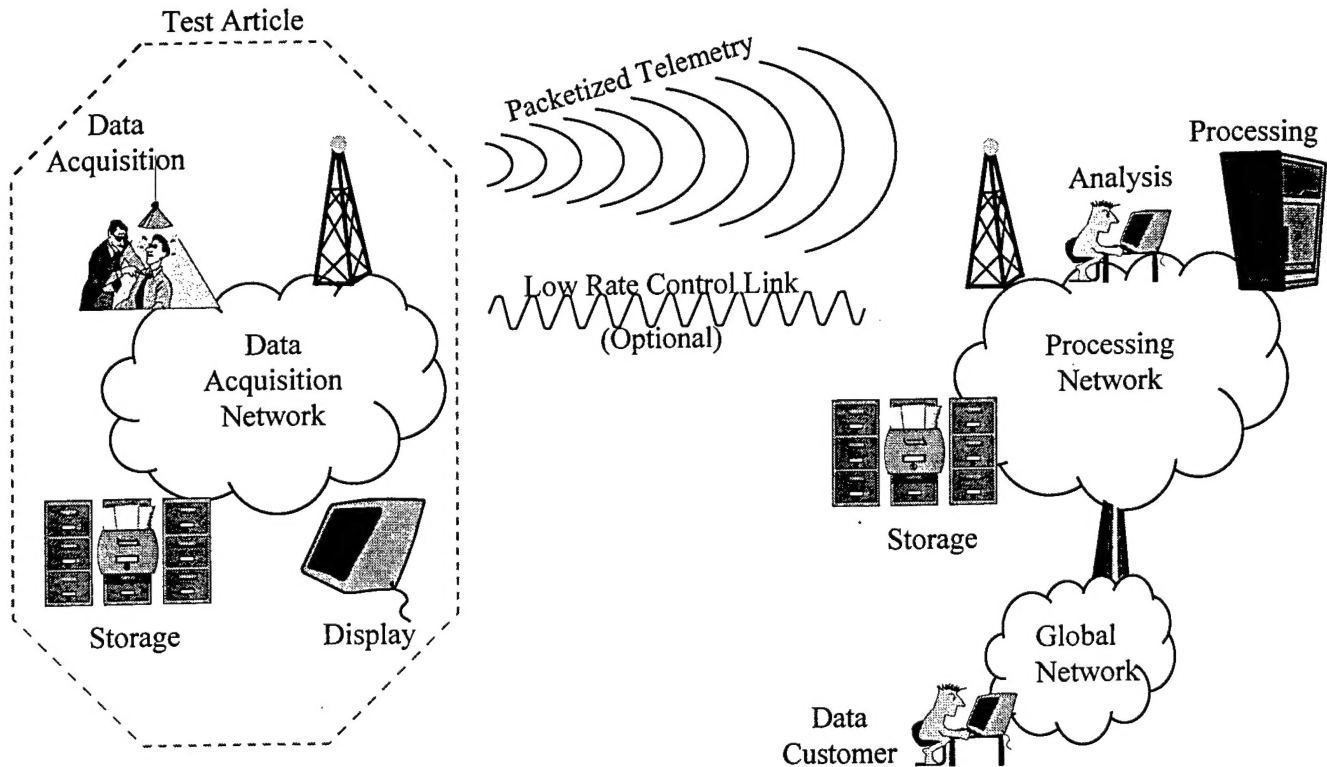 Test Article
Data
Acquisition
Data
Acquisition
Network
Storage
Display
Packetized Telemetry
Low Rate Control Link
(Optional)
Processing
Analysis
Processing
Network
Storage
Global
Network
Data
Customer